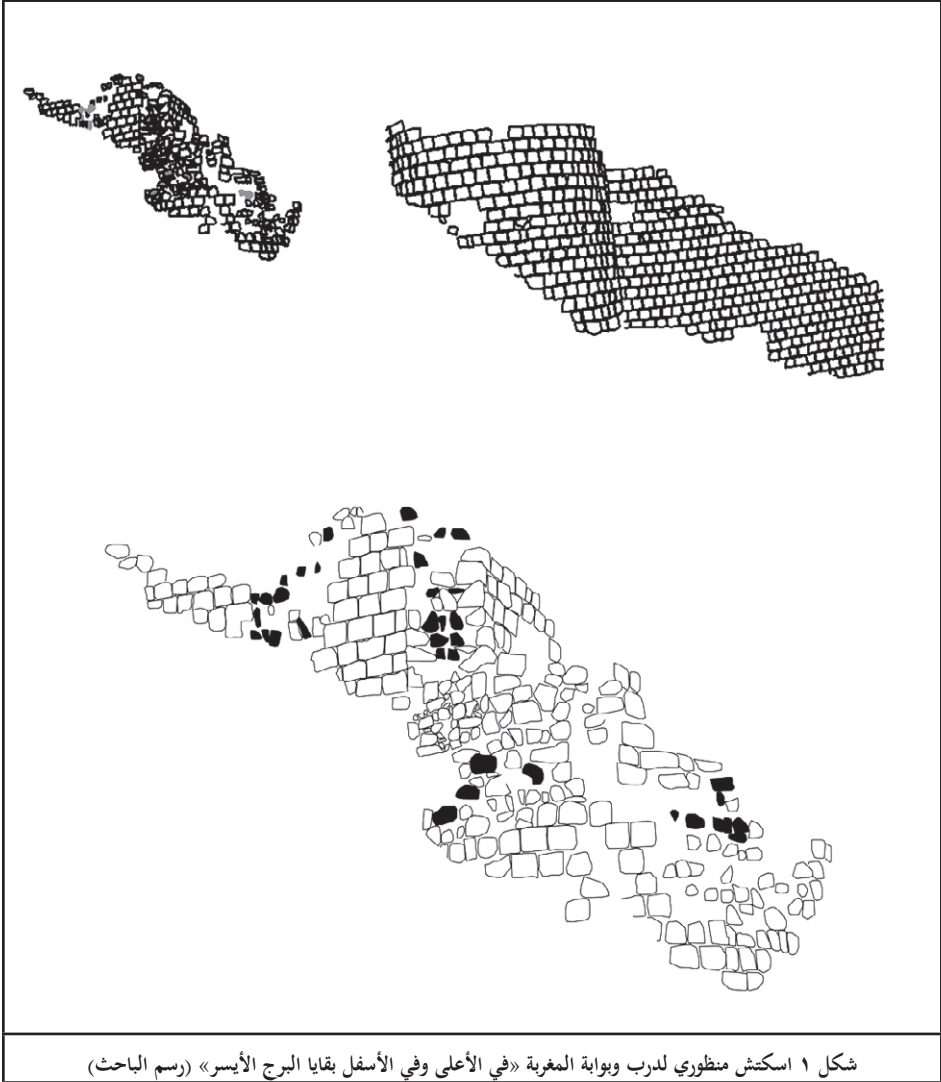 شكل ١ اسكتش منظوري لدرب وبوابة المغربة «في الأعلى وفي الأسفل بقايا البرج الأيسر» (رسم الباحث)